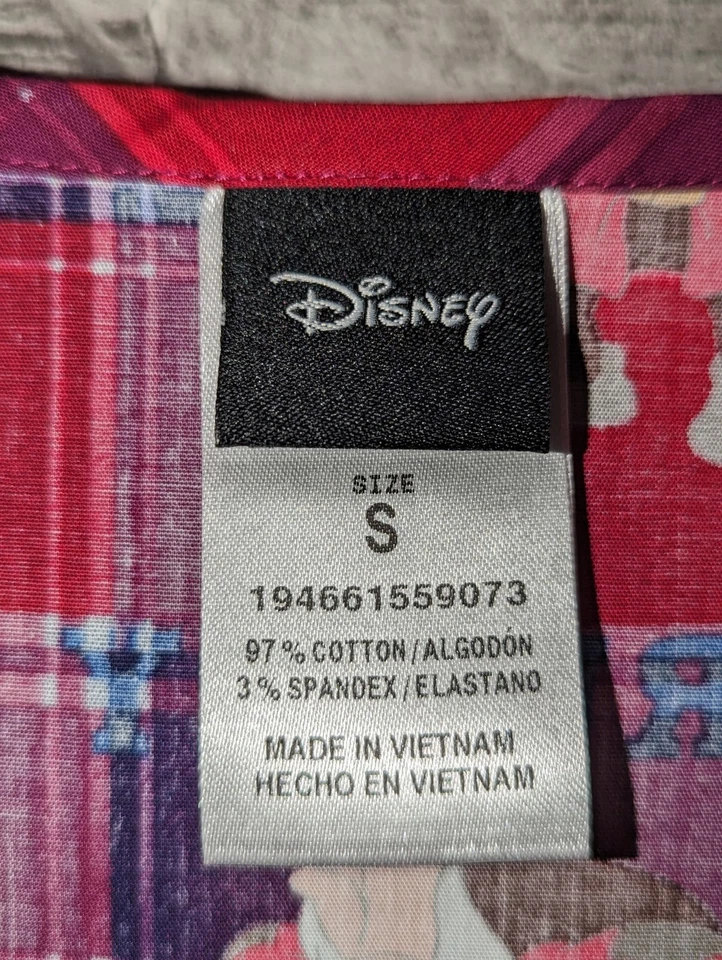 Disney
SIZE
S
194661559073
97% COTTON/ALGODÓN
3% SPANDEX/ELASTANO
MADE IN VIETNAM
HECHO EN VIETNAM
Y
R